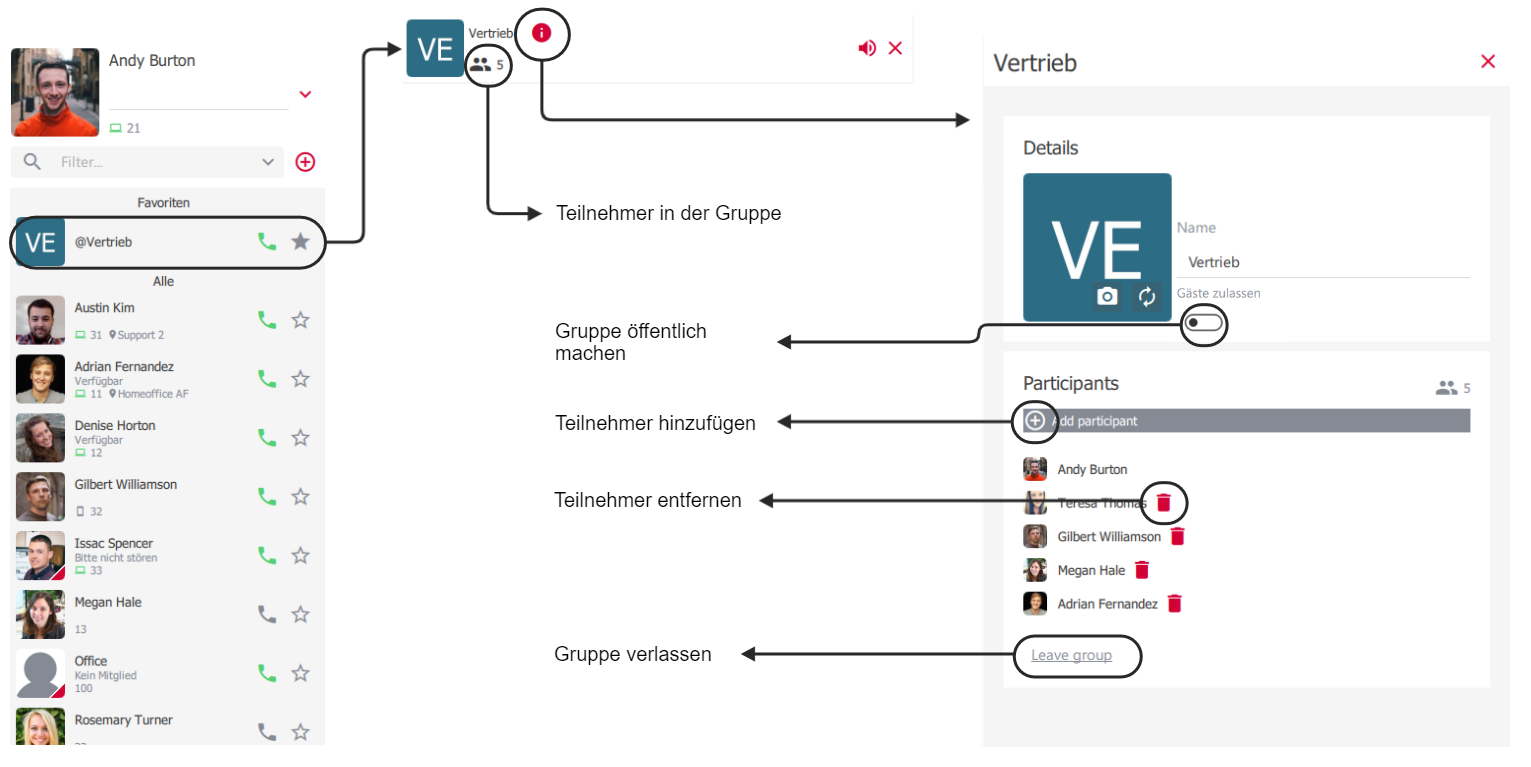 Andy Burton
21
Filter...
Favoriten
VE
@Vertrieb
Alle
Austin Kim
31 Support 2
Adrian Fernandez
Verfügbar
11 Homeoffice AF
Denise Horton
Verfügbar
12
Gilbert Williamson
32
Issac Spencer
Bitte nicht stören
33
Megan Hale
13
Office
Kein Mitglied
100
Rosemary Turner
VE
Vertrieb
5
Teilnehmer in der Gruppe
Gruppe öffentlich
machen
Teilnehmer hinzufügen
Teilnehmer entfernen
Gruppe verlassen
Vertrieb
Details
VE
Name
Vertrieb
Gäste zulassen
Participants
5
Add participant
Andy Burton
Teresa Thomas
Gilbert Williamson
Megan Hale
Adrian Fernandez
Leave group